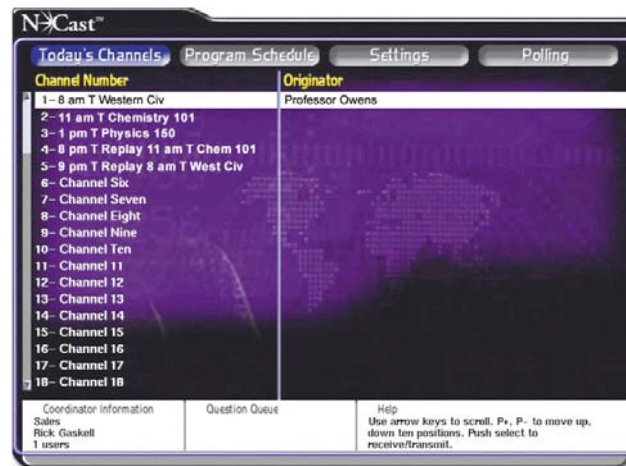 N Cast™
Today's Channels Program Schedule Settings Polling
Channel Number Originator
1- 8 am T Western Civ Professor Owens
2- 11 am T Chemistry 101
3- 1 pm T Physics 150
4- 8 pm T Replay 11 am T Chem 101
5- 9 pm T Replay 8 am T West Civ
6- Channel Six
7- Channel Seven
8- Channel Eight
9- Channel Nine
10- Channel Ten
11- Channel 11
12- Channel 12
13- Channel 13
14- Channel 14
15- Channel 15
16- Channel 16
17- Channel 17
18- Channel 18
Coordinator Information
Sales
Rick Gaskell
1 users
Question Queue
Help
Use arrow keys to scroll. P+, P- to move up,
down ten positions. Push select to
receive/transmit.